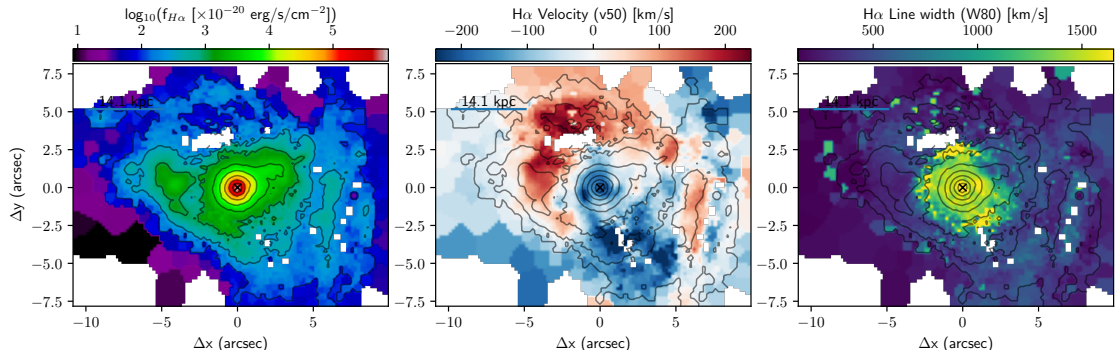 log₁₀(f_Hα [×10⁻²⁰ erg/s/cm⁻²])
1 2 3 4 5
14.1 kpc
5.0
2.5
0.0
−2.5
−5.0
−7.5
Δy (arcsec)
−10 −5 0 5
Δx (arcsec)
Hα Velocity (v50) [km/s]
−200 −100 0 100 200
14.1 kpc
7.5
5.0
2.5
0.0
−2.5
−5.0
−7.5
−10 −5 0 5
Δx (arcsec)
Hα Line width (W80) [km/s]
500 1000 1500
14.1 kpc
7.5
5.0
2.5
0.0
−2.5
−5.0
−7.5
−10 −5 0 5
Δx (arcsec)